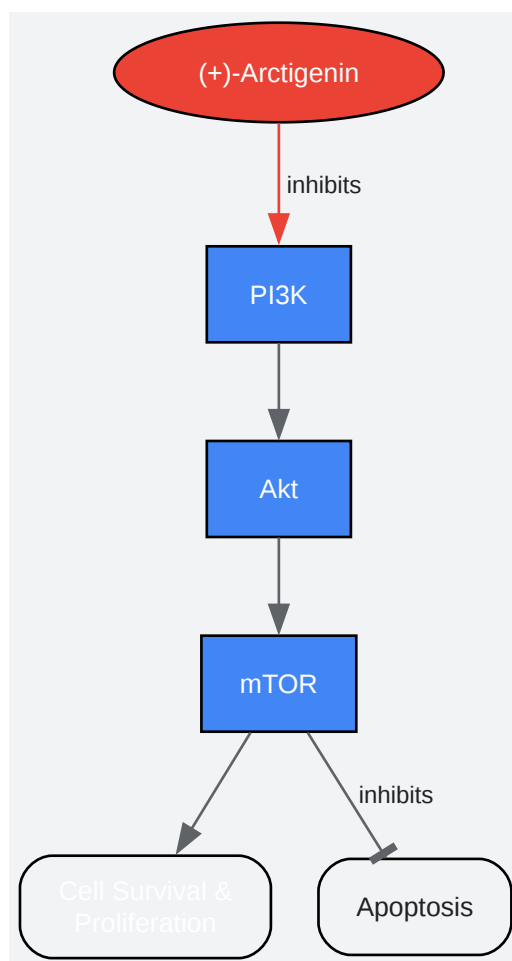 (+)-Arctigenin
inhibits
PI3K
Akt
mTOR
inhibits
Cell Survival &
Proliferation
Apoptosis